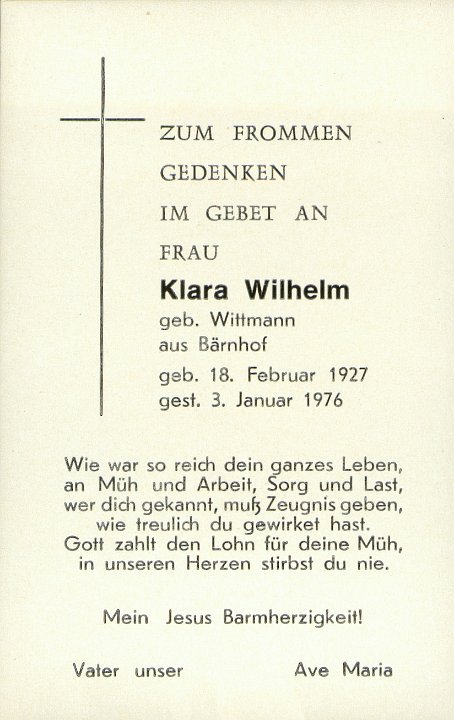 ZUM FROMMEN
GEDENKEN
IM GEBET AN
FRAU
Klara Wilhelm
geb. Wittmann
aus Bärnhof
geb. 18. Februar 1927
gest. 3. Januar 1976
Wie war so reich dein ganzes Leben,
an Müh und Arbeit, Sorg und Last,
wer dich gekannt, muß Zeugnis geben,
wie treulich du gewirket hast.
Gott zahlt den Lohn für deine Müh,
in unseren Herzen stirbst du nie.
Mein Jesus Barmherzigkeit!
Vater unser Ave Maria